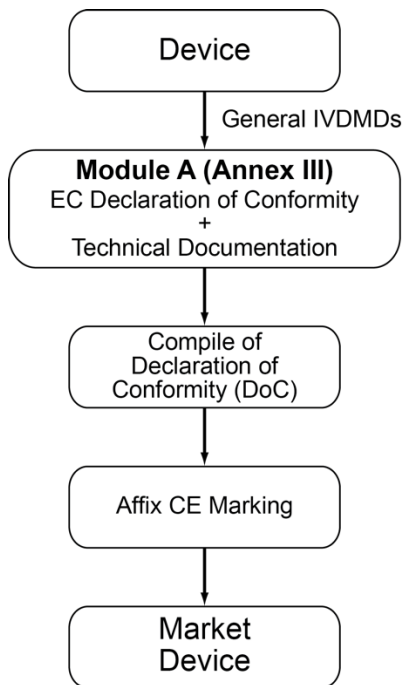 Device
General IVDMDs
Module A (Annex III)
EC Declaration of Conformity
+
Technical Documentation
Compile of
Declaration of
Conformity (DoC)
Affix CE Marking
Market
Device